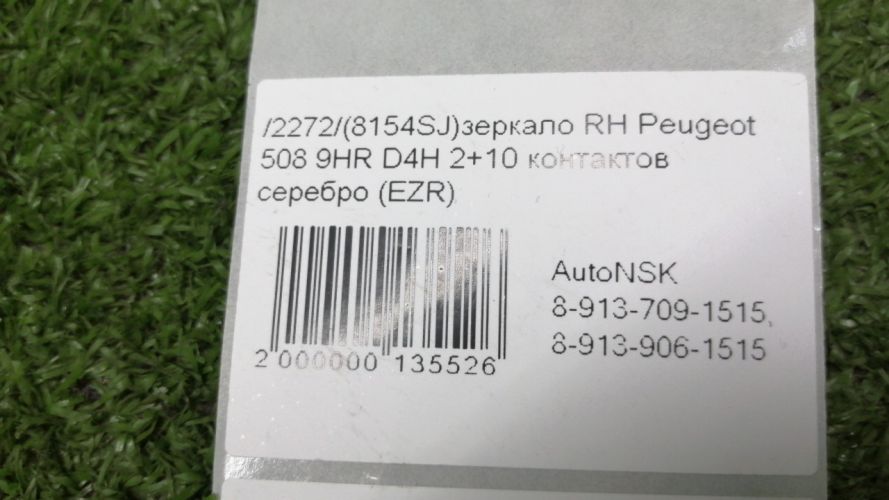 /2272/(8154SJ)зеркало RH Peugeot
508 9HR D4H 2+10 контактов
серебро (EZR)
AutoNSK
8-913-709-1515,
8-913-906-1515
2 000000 135526